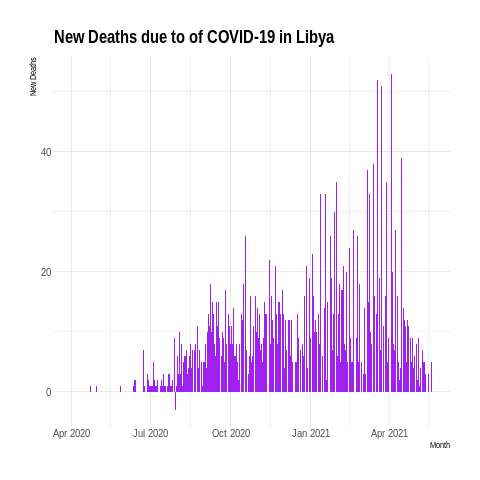 New Deaths due to of COVID-19 in Libya
New Deaths
40
20
0
Apr 2020 Jul 2020 Oct 2020 Jan 2021 Apr 2021
Month